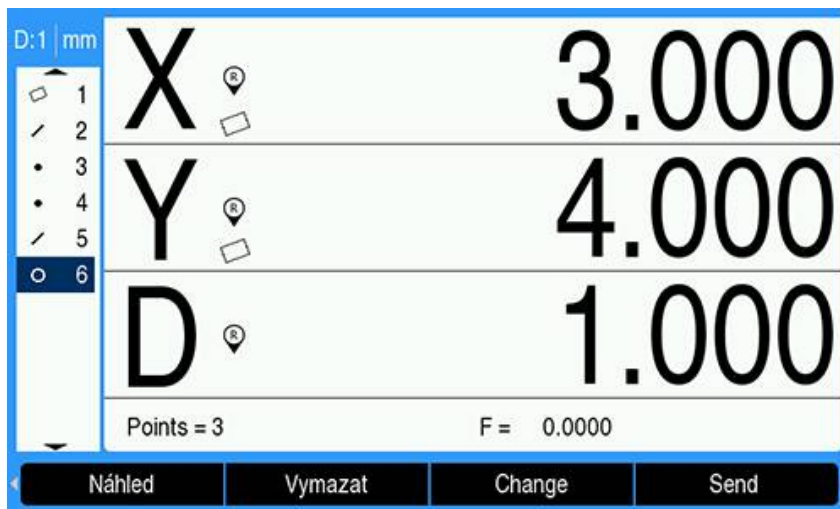 D:1 mm
1
2
3
4
5
6
X R 3.000
Y R 4.000
D R 1.000
Points = 3 F = 0.0000
Náhled Vymazat Change Send